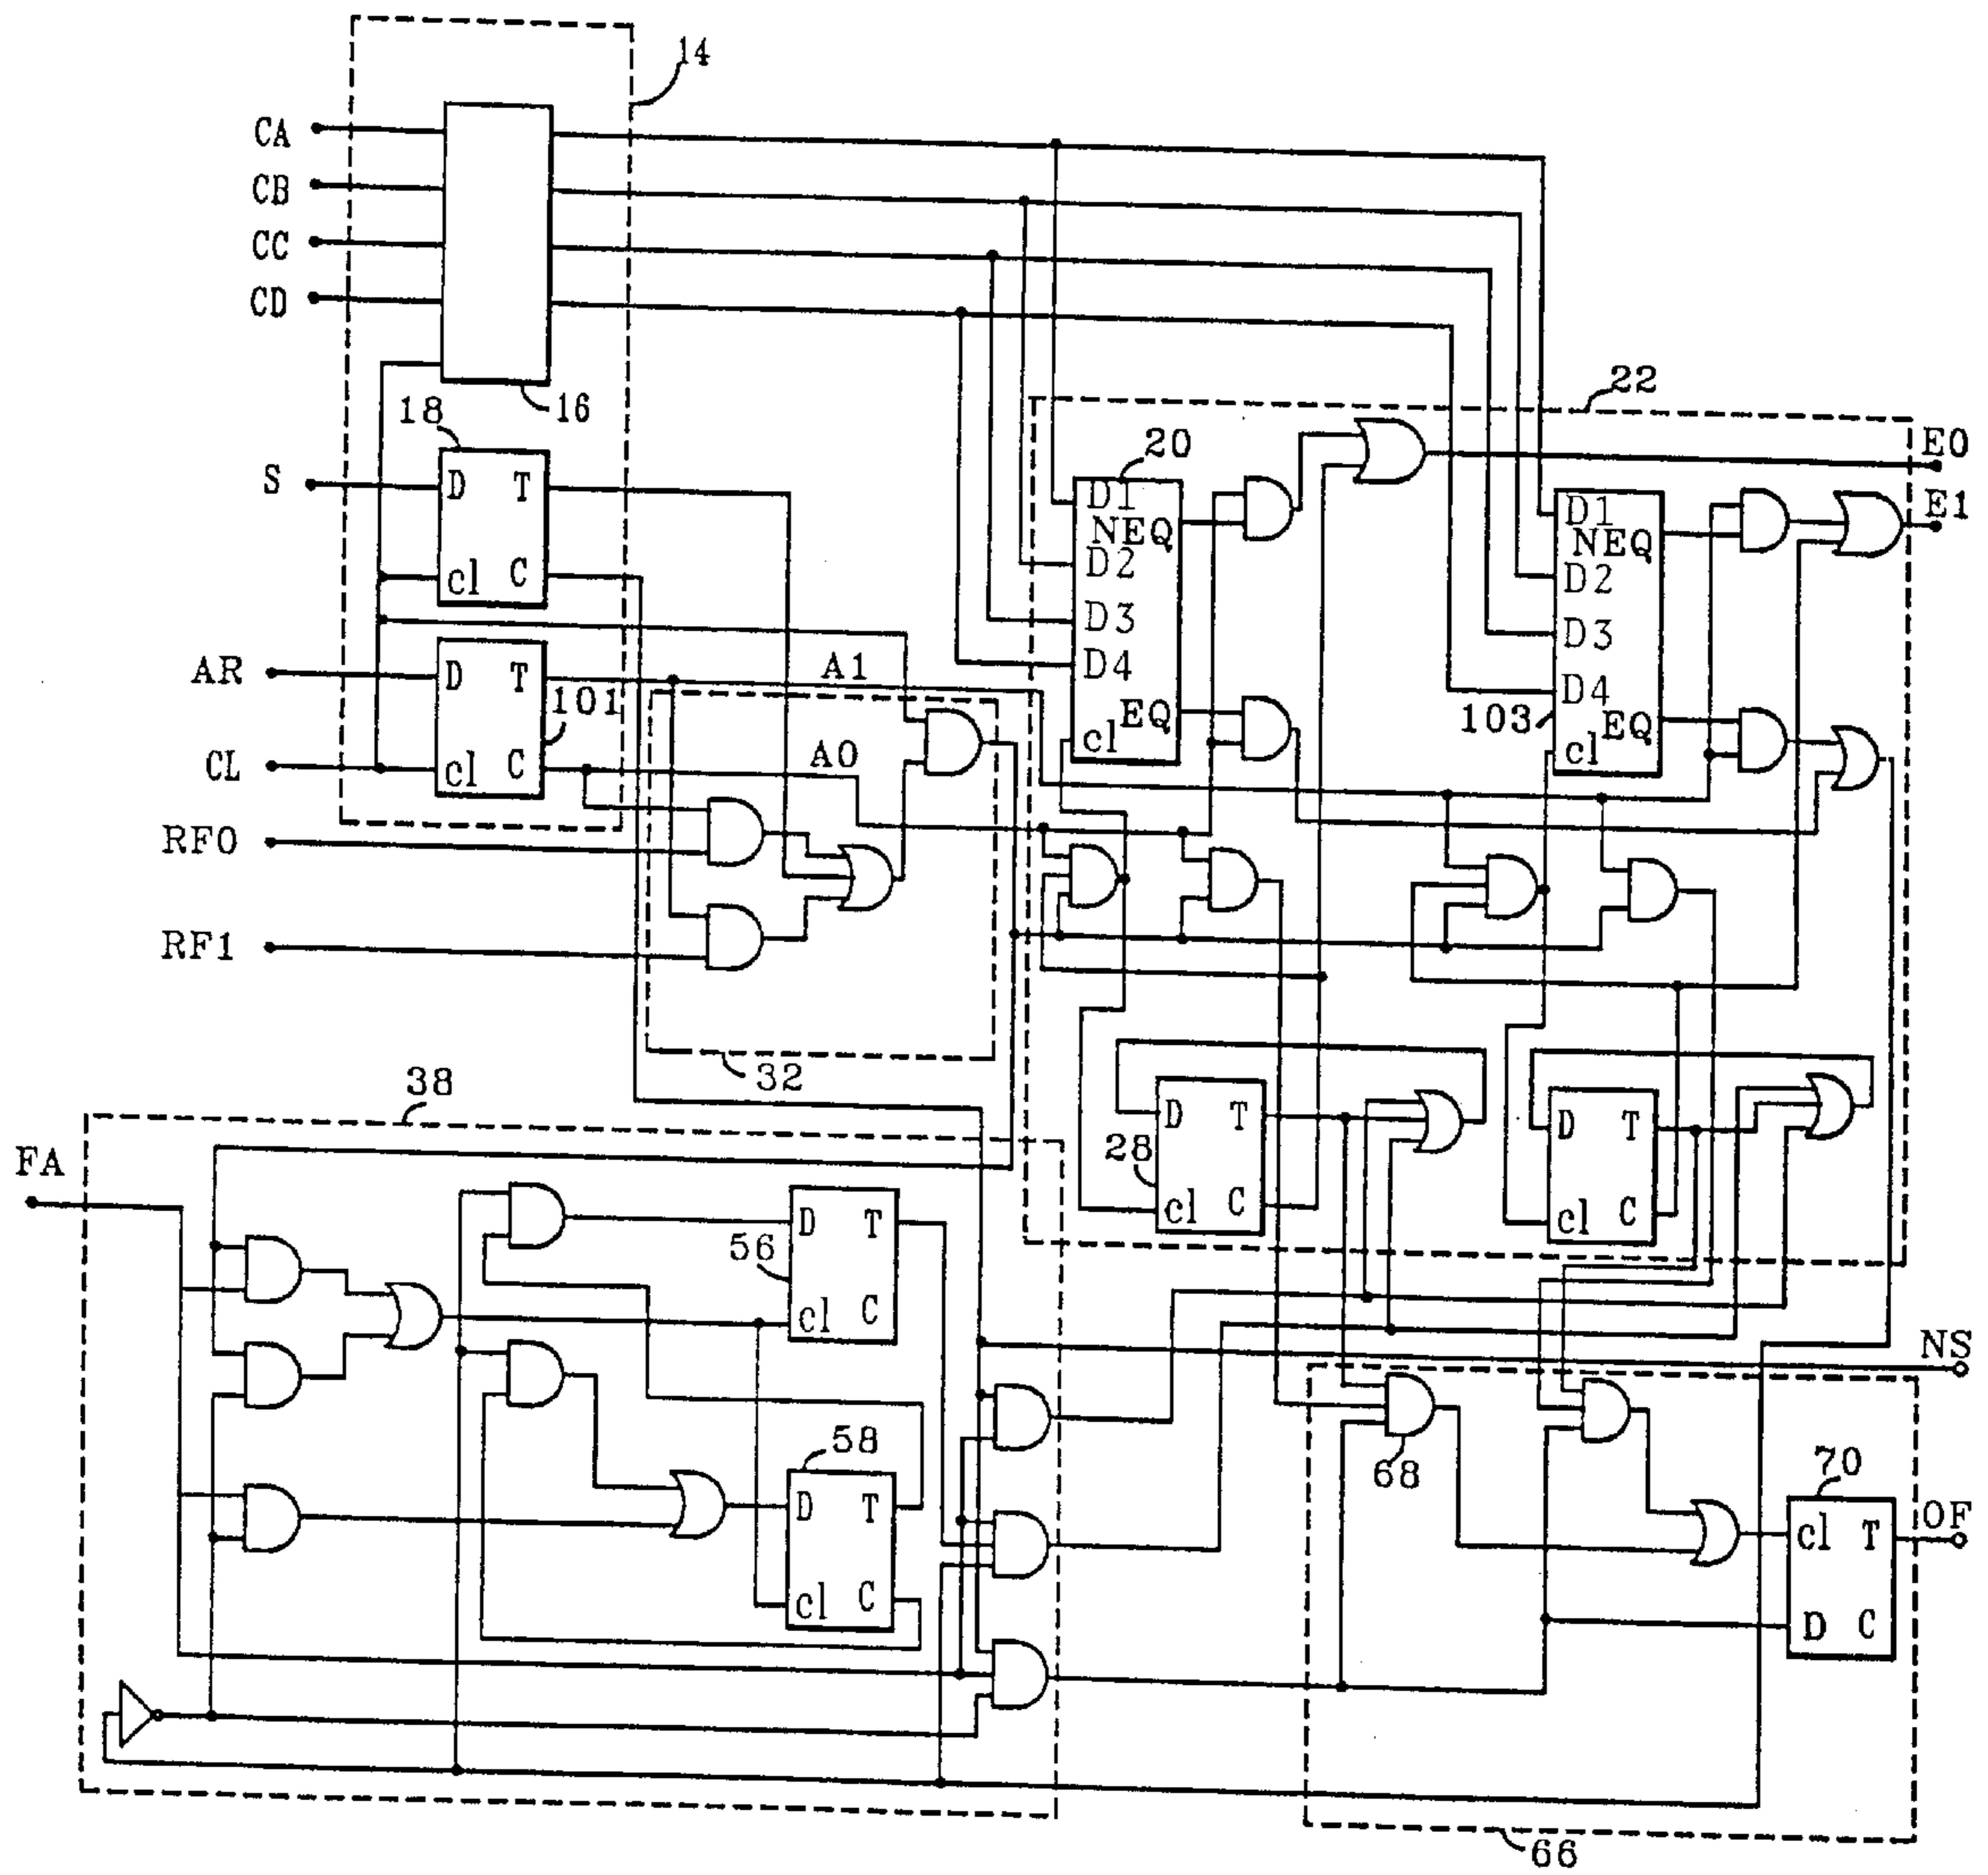 14
CA
CB
CC
CD
16
22
18
20
E0
E1
S
D T
cl C
D1
NEQ
D2
D3
D4
EQ
cl
D1
NEQ
D2
D3
D4
103
EQ
cl
AR
D T
101
cl C
A1
A0
CL
RF0
RF1
32
38
FA
D T
28
cl C
D T
cl C
D T
56
cl C
58
D T
cl C
NS
68
70
cl T
D C
OF
66